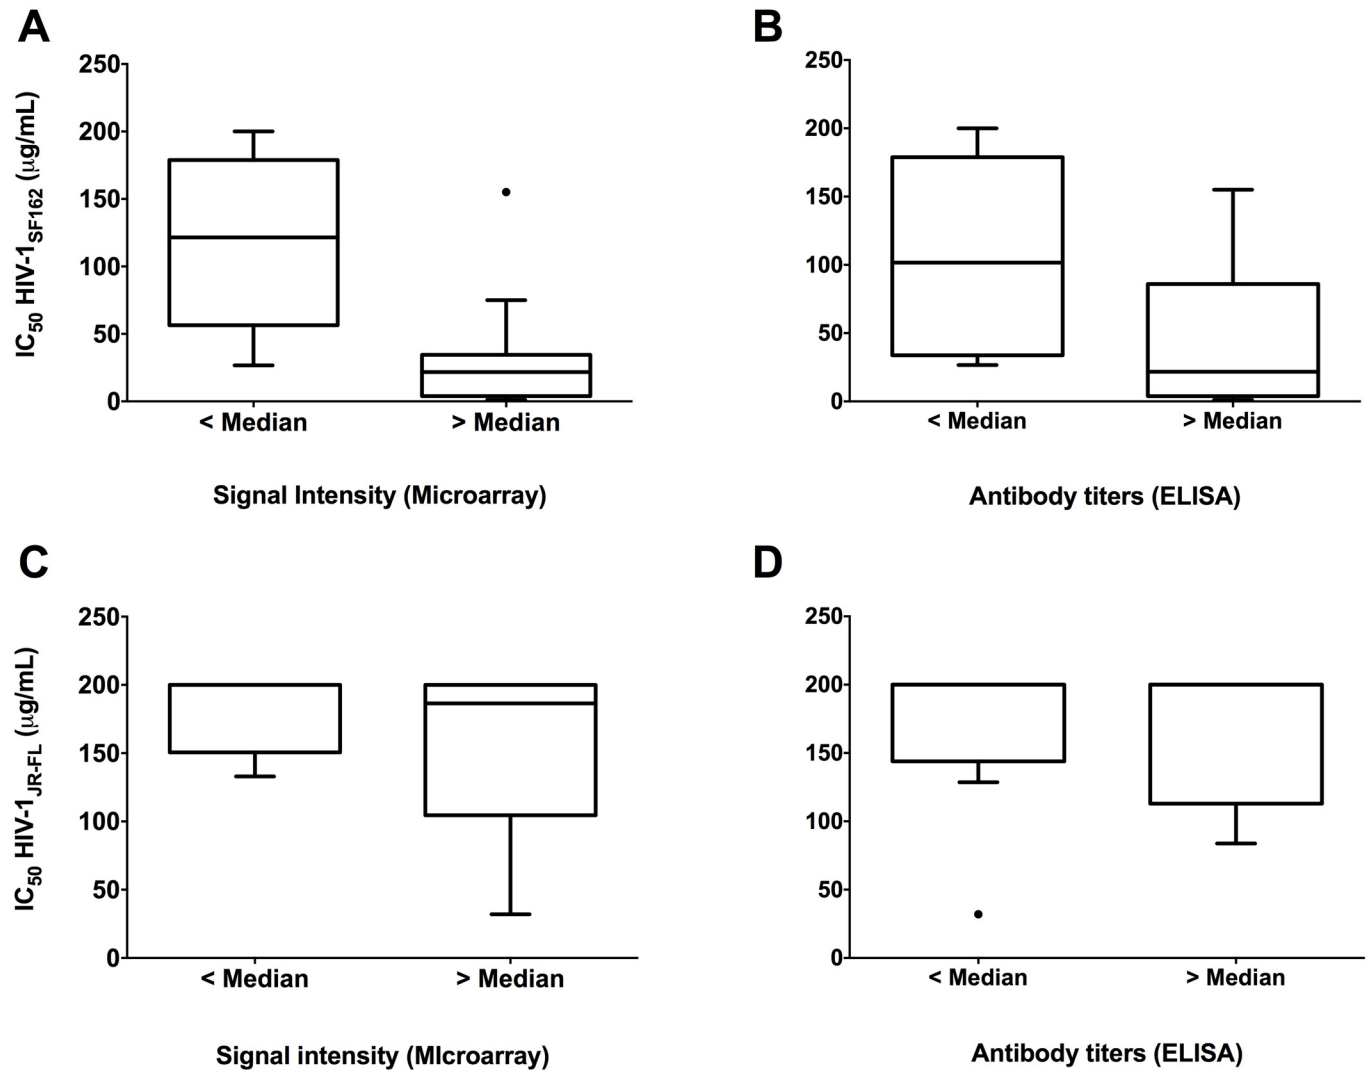 A
IC50 HIV-1SF162 (μg/mL)
250
200
150
100
50
0
< Median
> Median
Signal Intensity (Microarray)
B
250
200
150
100
50
0
< Median
> Median
Antibody titers (ELISA)
C
IC50 HIV-1JR-FL (μg/mL)
250
200
150
100
50
0
< Median
> Median
Signal intensity (MIcroarray)
D
250
200
150
100
50
0
< Median
> Median
Antibody titers (ELISA)